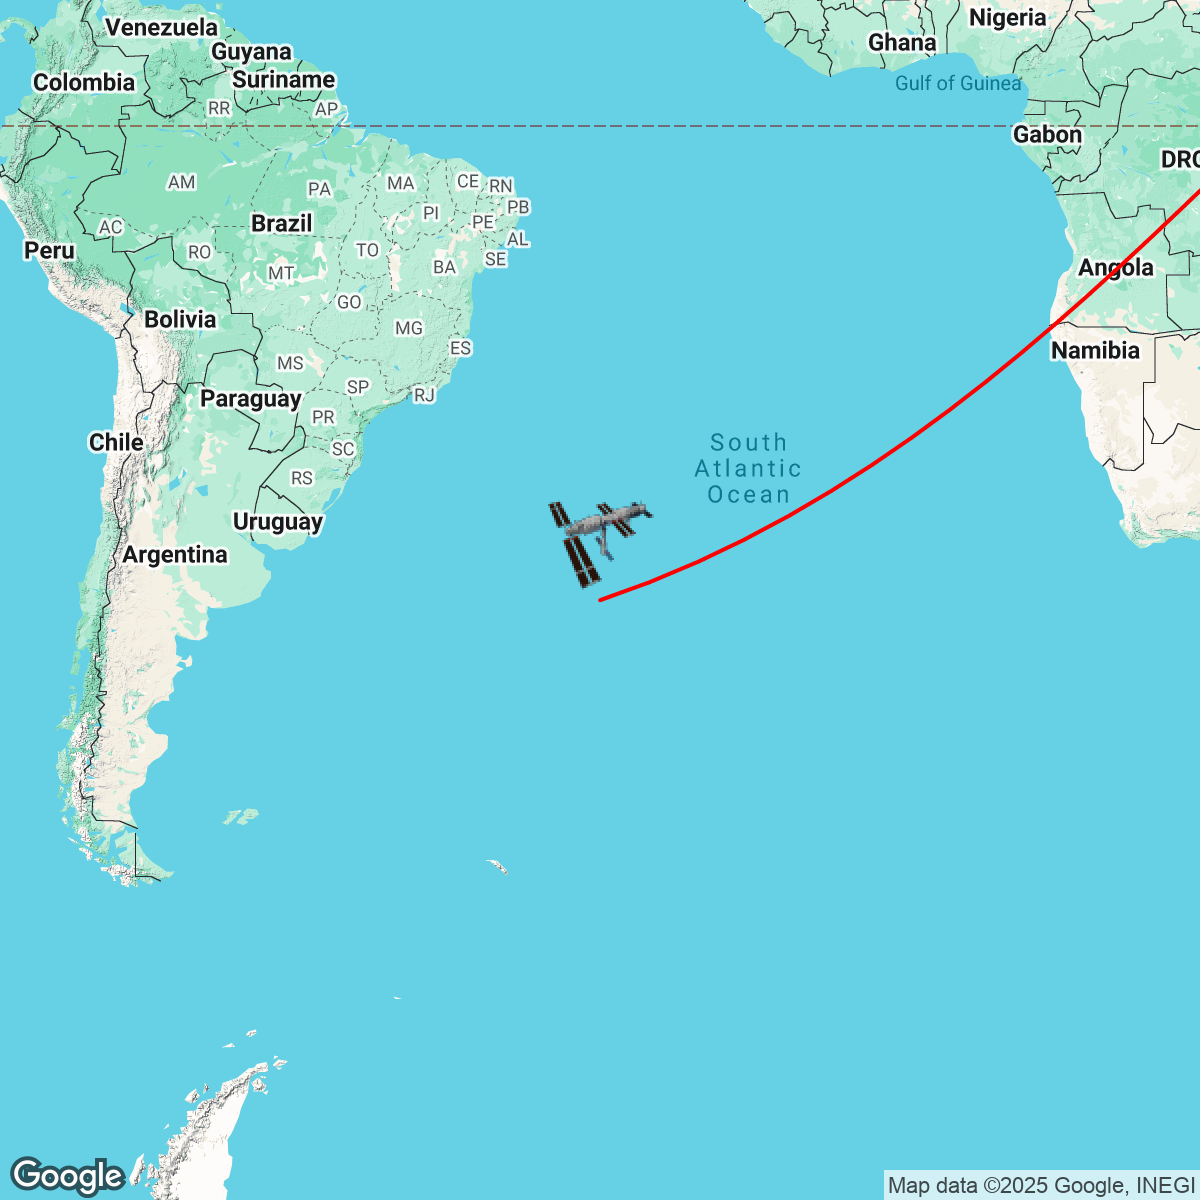 Nigeria
Venezuela
Ghana
Guyana
Suriname
Colombia
Gulf of Guinea
RR
AP
Gabon
DRC
AM
PA
MA
CE
RN
PB
PI
PE
AC
Brazil
AL
Peru
RO
TO
SE
MT
BA
Angola
GO
Bolivia
MG
ES
Namibia
MS
SP
RJ
Paraguay
PR
Chile
SC
South
Atlantic
Ocean
RS
Uruguay
Argentina
Google
Map data ©2025 Google, INEGI